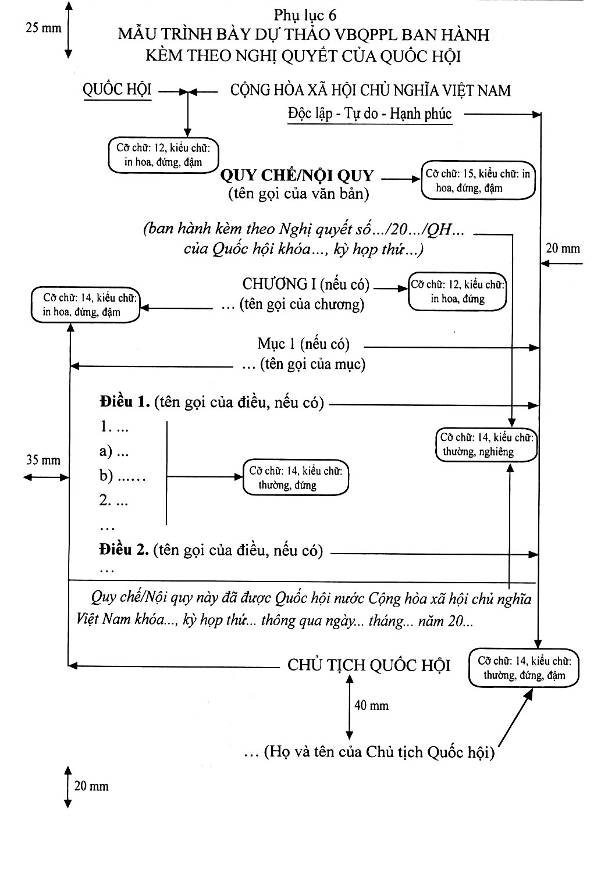 Phụ lục 6
25 mm
MẪU TRÌNH BÀY DỰ THẢO VBQPPL BAN HÀNH
KÈM THEO NGHỊ QUYẾT CỦA QUỐC HỘI
QUỐC HỘI
CỘNG HÒA XÃ HỘI CHỦ NGHĨA VIỆT NAM
Độc lập - Tự do - Hạnh phúc
Cỡ chữ: 12, kiểu chữ:
in hoa, đứng, đậm
QUY CHẾ/NỘI QUY
(tên gọi của văn bản)
Cỡ chữ: 15, kiểu chữ: in
hoa, đứng, đậm
(ban hành kèm theo Nghị quyết số.../20.../QH...
của Quốc hội khóa..., kỳ họp thứ...)
20 mm
CHƯƠNG I (nếu có)
Cỡ chữ: 12, kiểu chữ:
in hoa, đứng
Cỡ chữ: 14, kiểu chữ:
in hoa, đứng, đậm
... (tên gọi của chương)
Mục 1 (nếu có)
... (tên gọi của mục)
Điều 1. (tên gọi của điều, nếu có)
1. ...
a) ...
b) ......
2. ...
...
Cỡ chữ: 14, kiểu chữ:
thường, nghiêng
35 mm
Cỡ chữ: 14, kiểu chữ:
thường, đứng
Điều 2. (tên gọi của điều, nếu có)
...
Quy chế/Nội quy này đã được Quốc hội nước Cộng hòa xã hội chủ nghĩa
Việt Nam khóa..., kỳ họp thứ... thông qua ngày... tháng... năm 20...
CHỦ TỊCH QUỐC HỘI
Cỡ chữ: 14, kiểu chữ:
thường, đứng, đậm
40 mm
... (Họ và tên của Chủ tịch Quốc hội)
20 mm